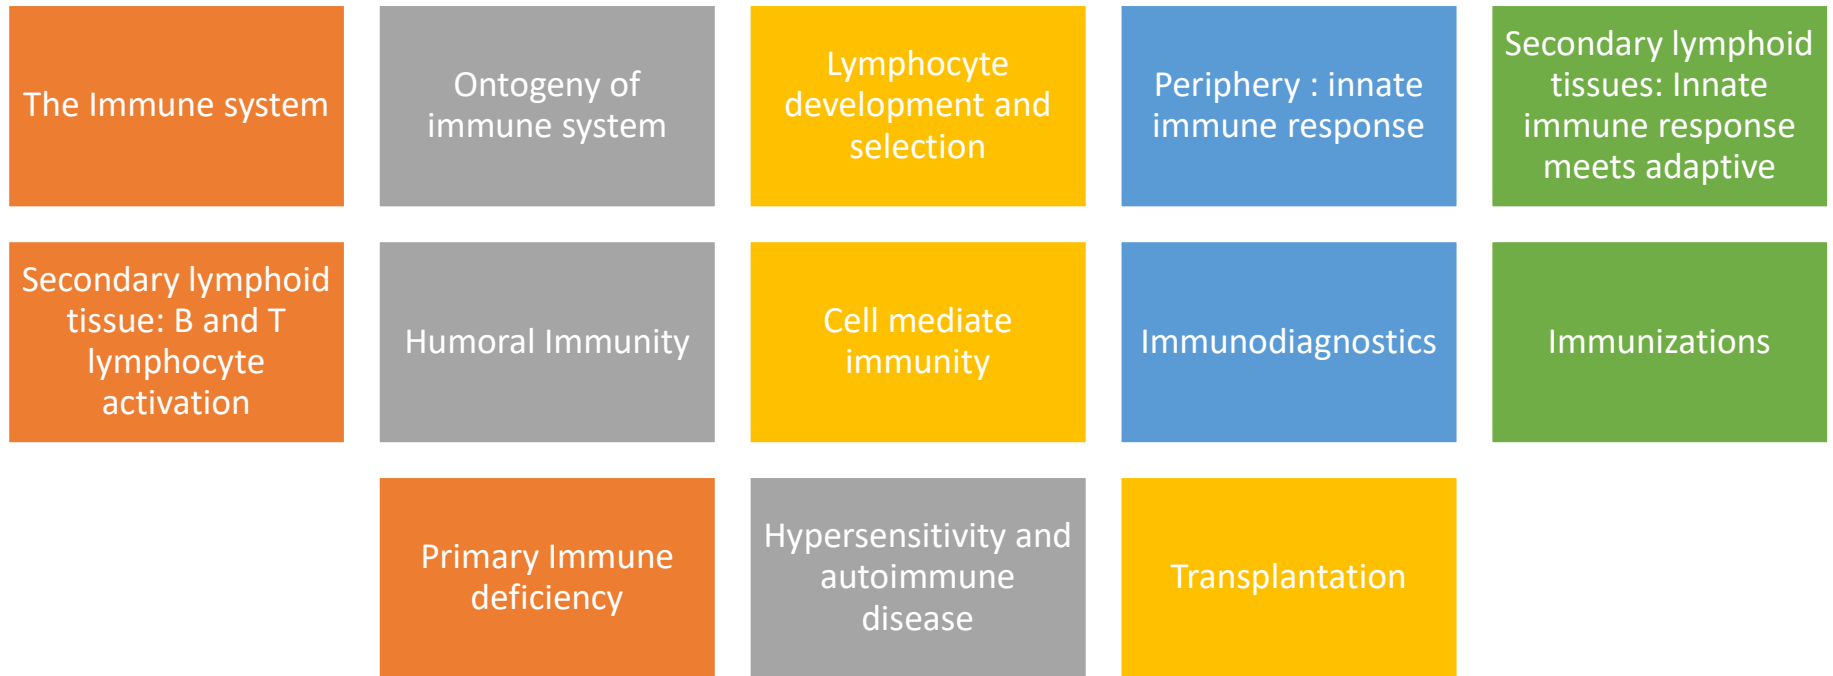 The Immune system
Ontogeny of
immune system
Lymphocyte
development and
selection
Periphery : innate
immune response
Secondary lymphoid
tissues: Innate
immune response
meets adaptive
Secondary lymphoid
tissue: B and T
lymphocyte
activation
Humoral Immunity
Cell mediate
immunity
Immunodiagnostics
Immunizations
Primary Immune
deficiency
Hypersensitivity and
autoimmune
disease
Transplantation